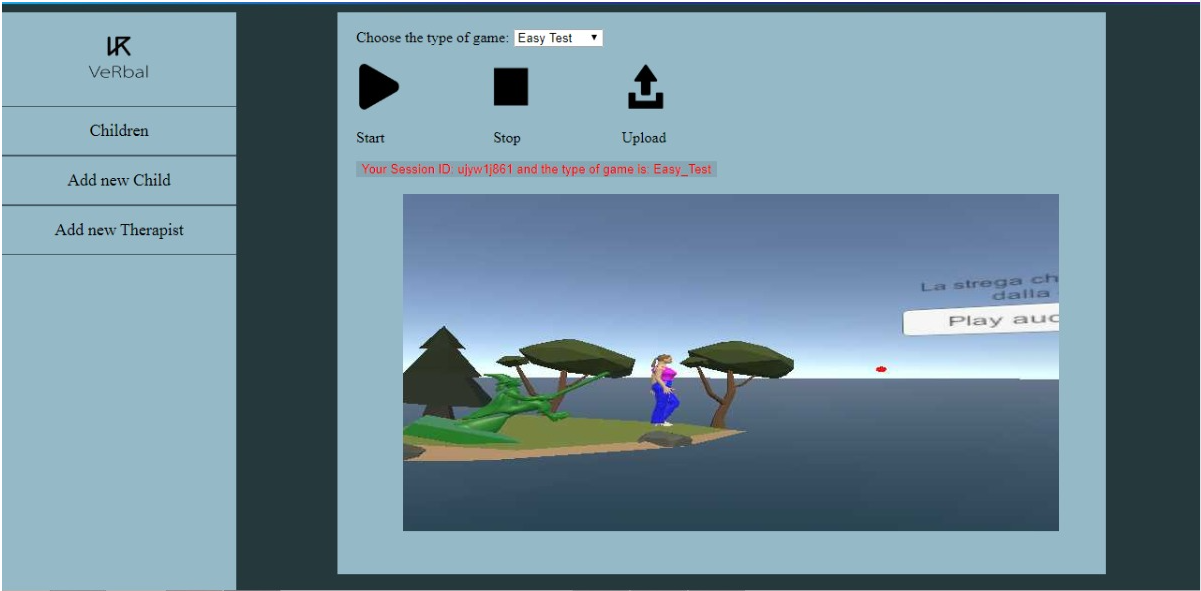 VeRbal
Children
Add new Child
Add new Therapist
Choose the type of game: Easy Test
Start
Stop
Upload
Your Session ID: ujyw1j861 and the type of game is: Easy_Test
La strega ch
dalla
Play aud